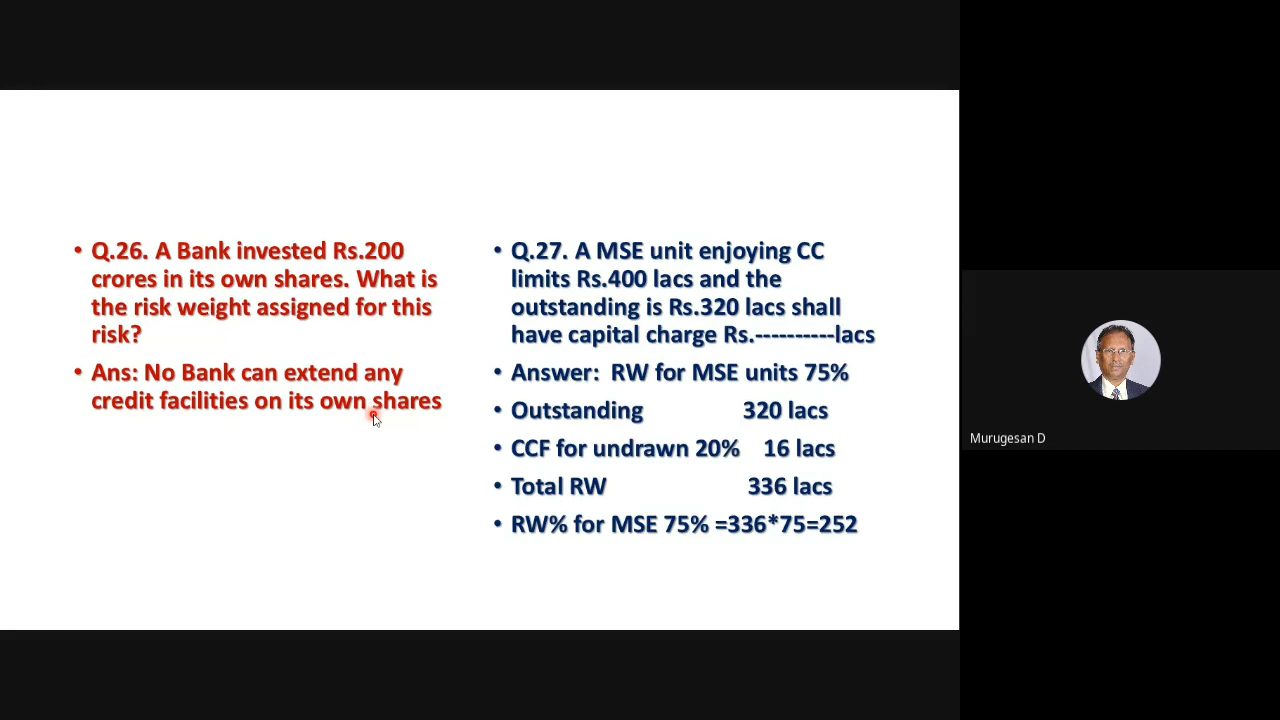 • Q.26. A Bank invested Rs.200
crores in its own shares. What is
the risk weight assigned for this
risk?
• Ans: No Bank can extend any
credit facilities on its own shares
• Q.27. A MSE unit enjoying CC
limits Rs.400 lacs and the
outstanding is Rs.320 lacs shall
have capital charge Rs.----------lacs
• Answer: RW for MSE units 75%
• Outstanding 320 lacs
• CCF for undrawn 20% 16 lacs
• Total RW 336 lacs
• RW% for MSE 75% =336*75=252
Murugesan D